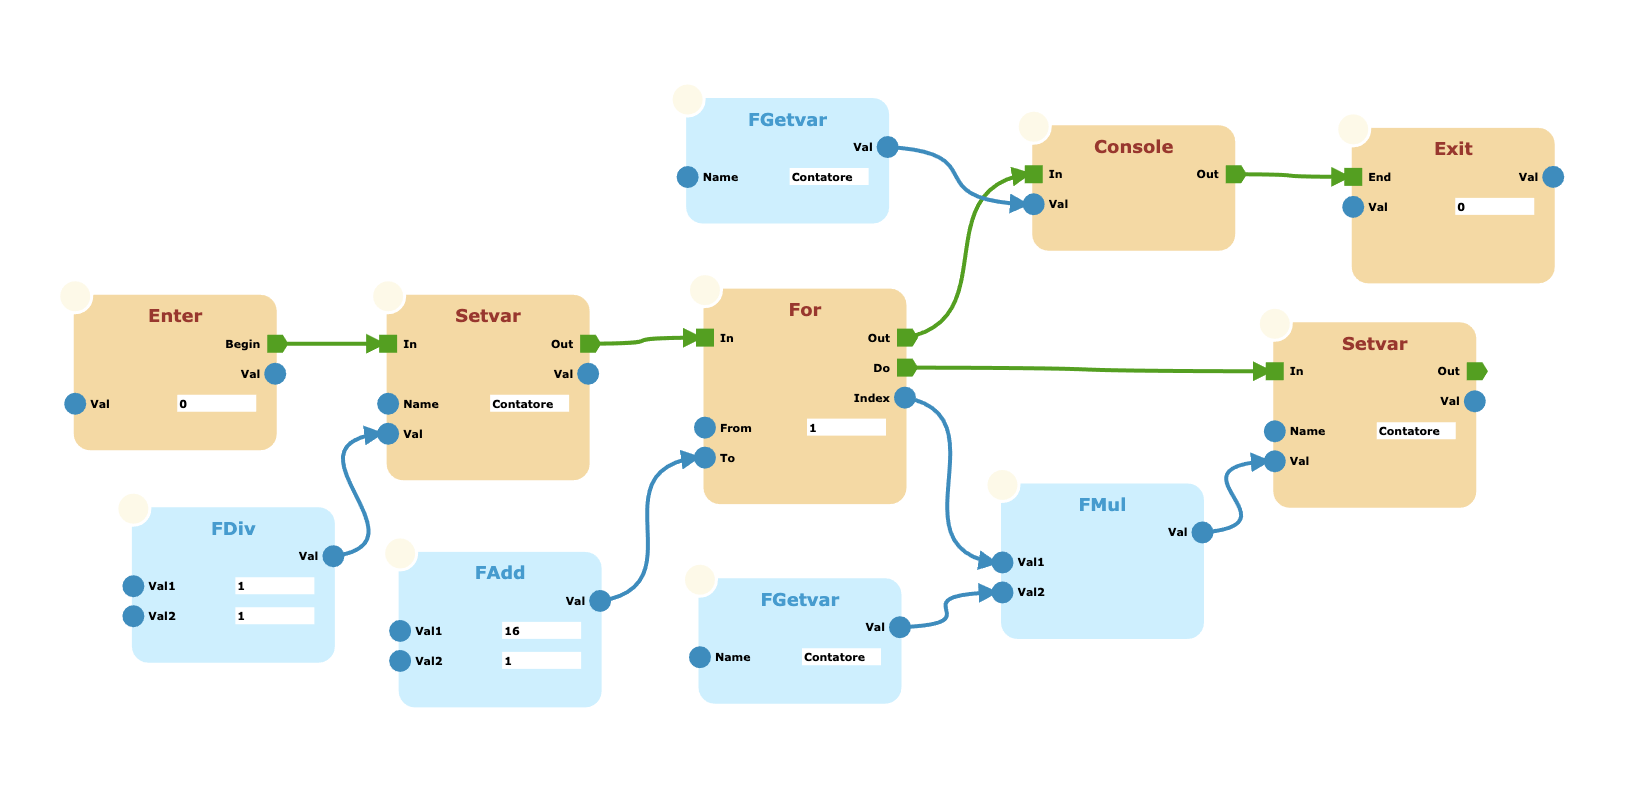 FGetvar
Val
Name Contatore
Console
In Out
Val
Exit
End Val
Val 0
Enter
Begin
Val
Val 0
Setvar
In Out
Val
Name Contatore
Val
For
In Out
Do
Index
From 1
To
Setvar
In Out
Val
Name Contatore
Val
FDiv
Val
Val1 1
Val2 1
FAdd
Val
Val1 16
Val2 1
FGetvar
Val
Name Contatore
FMul
Val
Val1
Val2